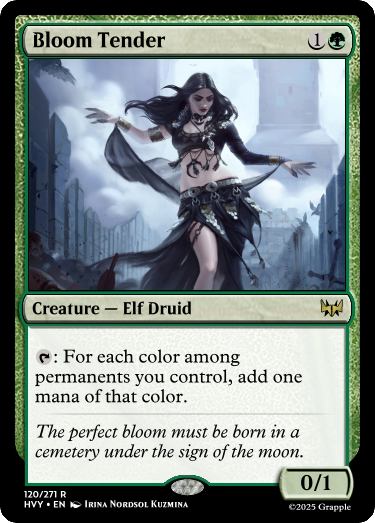 Bloom Tender 1
Creature — Elf Druid
: For each color among
permanents you control, add one
mana of that color.
The perfect bloom must be born in a
cemetery under the sign of the moon.
0/1
120/271 R
HVY • EN Irina Nordsol Kuzmina
©2025 Grapple